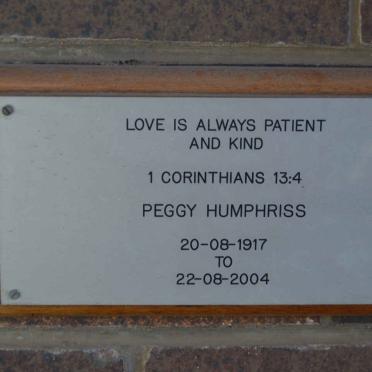 LOVE IS ALWAYS PATIENT
AND KIND
1 CORINTHIANS 13:4
PEGGY HUMPHRISS
20-08-1917
TO
22-08-2004